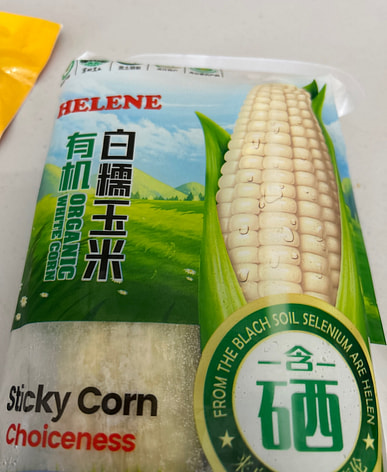 HELENE
有机
ORGANIC
WHITE CORN
白糯玉米
Sticky Corn
Choiceness
FROM THE BLACH SOIL SELENIUM ARE HELEN
含
硒